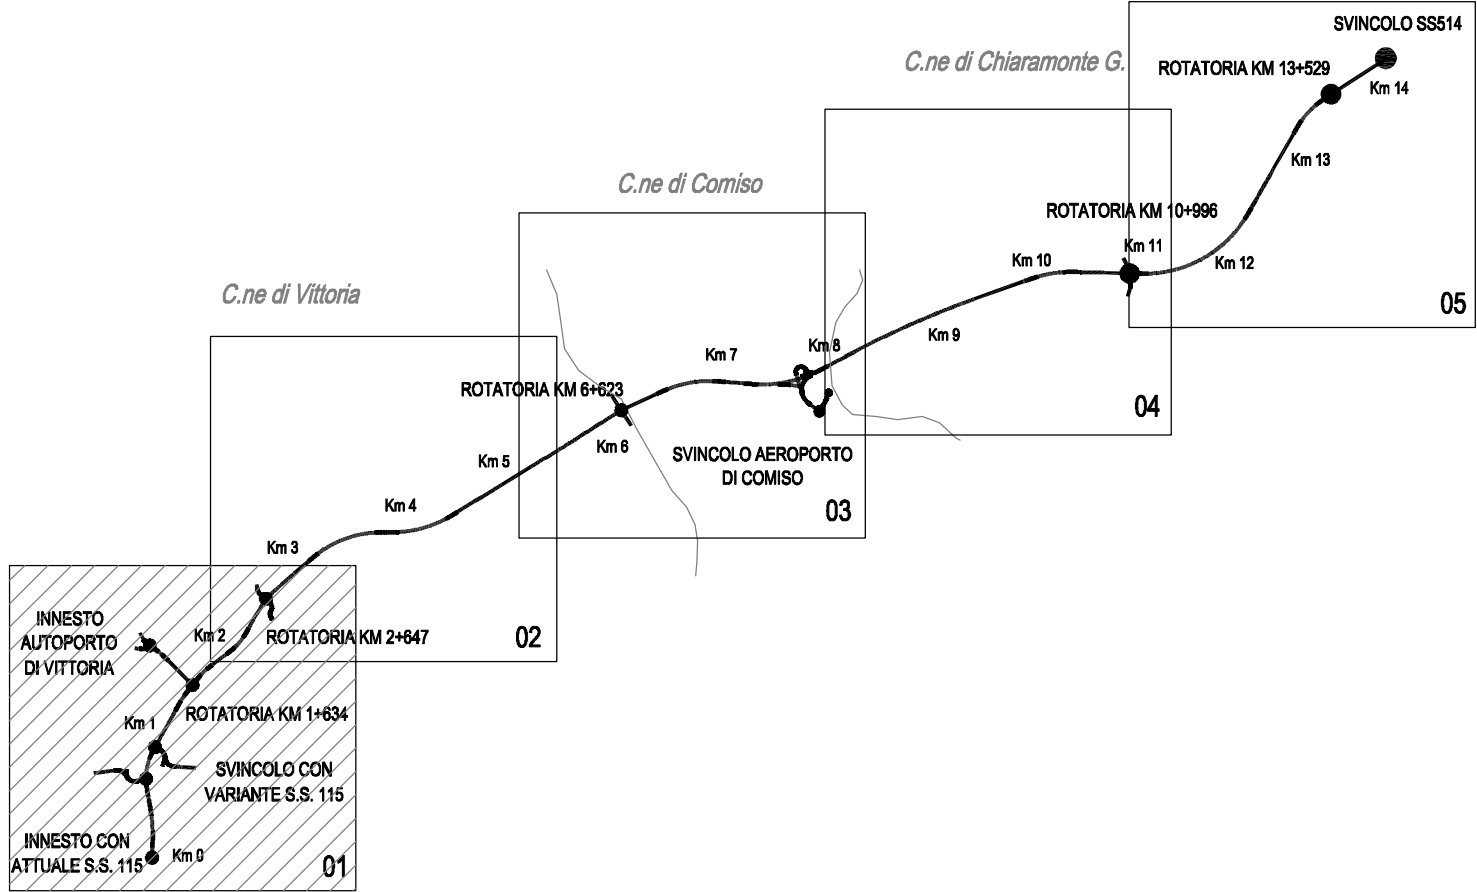 SVINCOLO SS514
C.ne di Chiaramonte G.
ROTATORIA KM 13+529
Km 14
Km 13
C.ne di Comiso
ROTATORIA KM 10+996
Km 11
Km 10
Km 12
C.ne di Vittoria
05
Km 9
Km 8
Km 7
ROTATORIA KM 6+623
04
Km 6
SVINCOLO AEROPORTO
DI COMISO
Km 5
Km 4
03
Km 3
INNESTO
AUTOPORTO
DI VITTORIA
Km 2
ROTATORIA KM 2+647
02
ROTATORIA KM 1+634
Km 1
SVINCOLO CON
VARIANTE S.S. 115
INNESTO CON
ATTUALE S.S. 115
Km 0
01